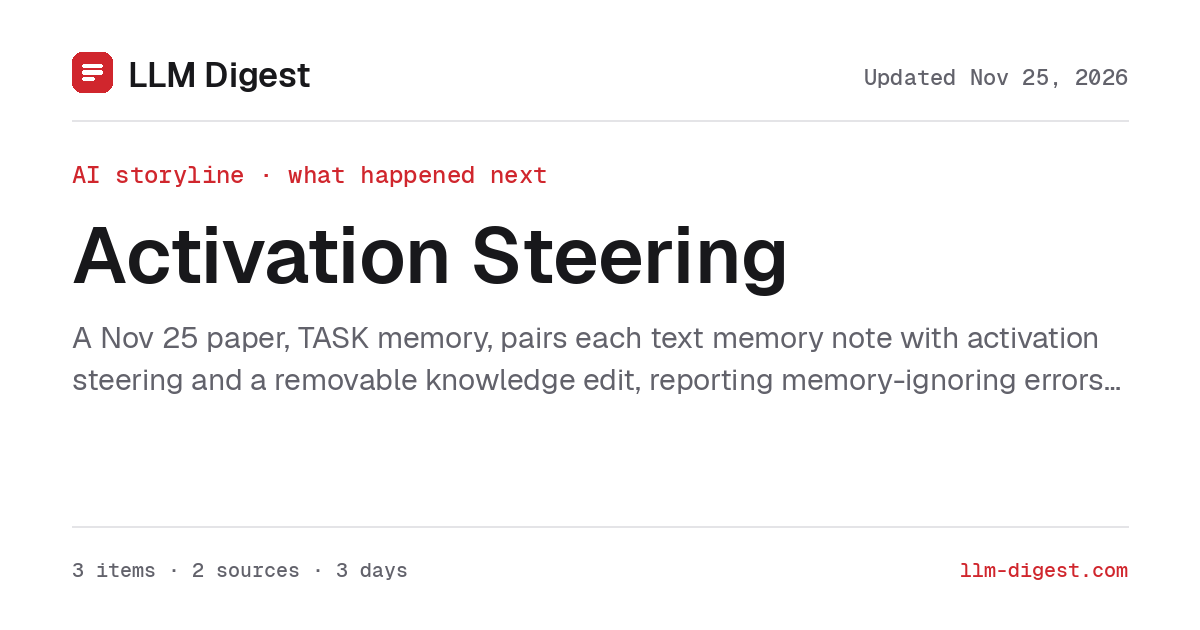 LLM Digest
Updated Nov 25, 2026
AI storyline · what happened next
Activation Steering
A Nov 25 paper, TASK memory, pairs each text memory note with activation
steering and a removable knowledge edit, reporting memory-ignoring errors…
3 items · 2 sources · 3 days
llm-digest.com